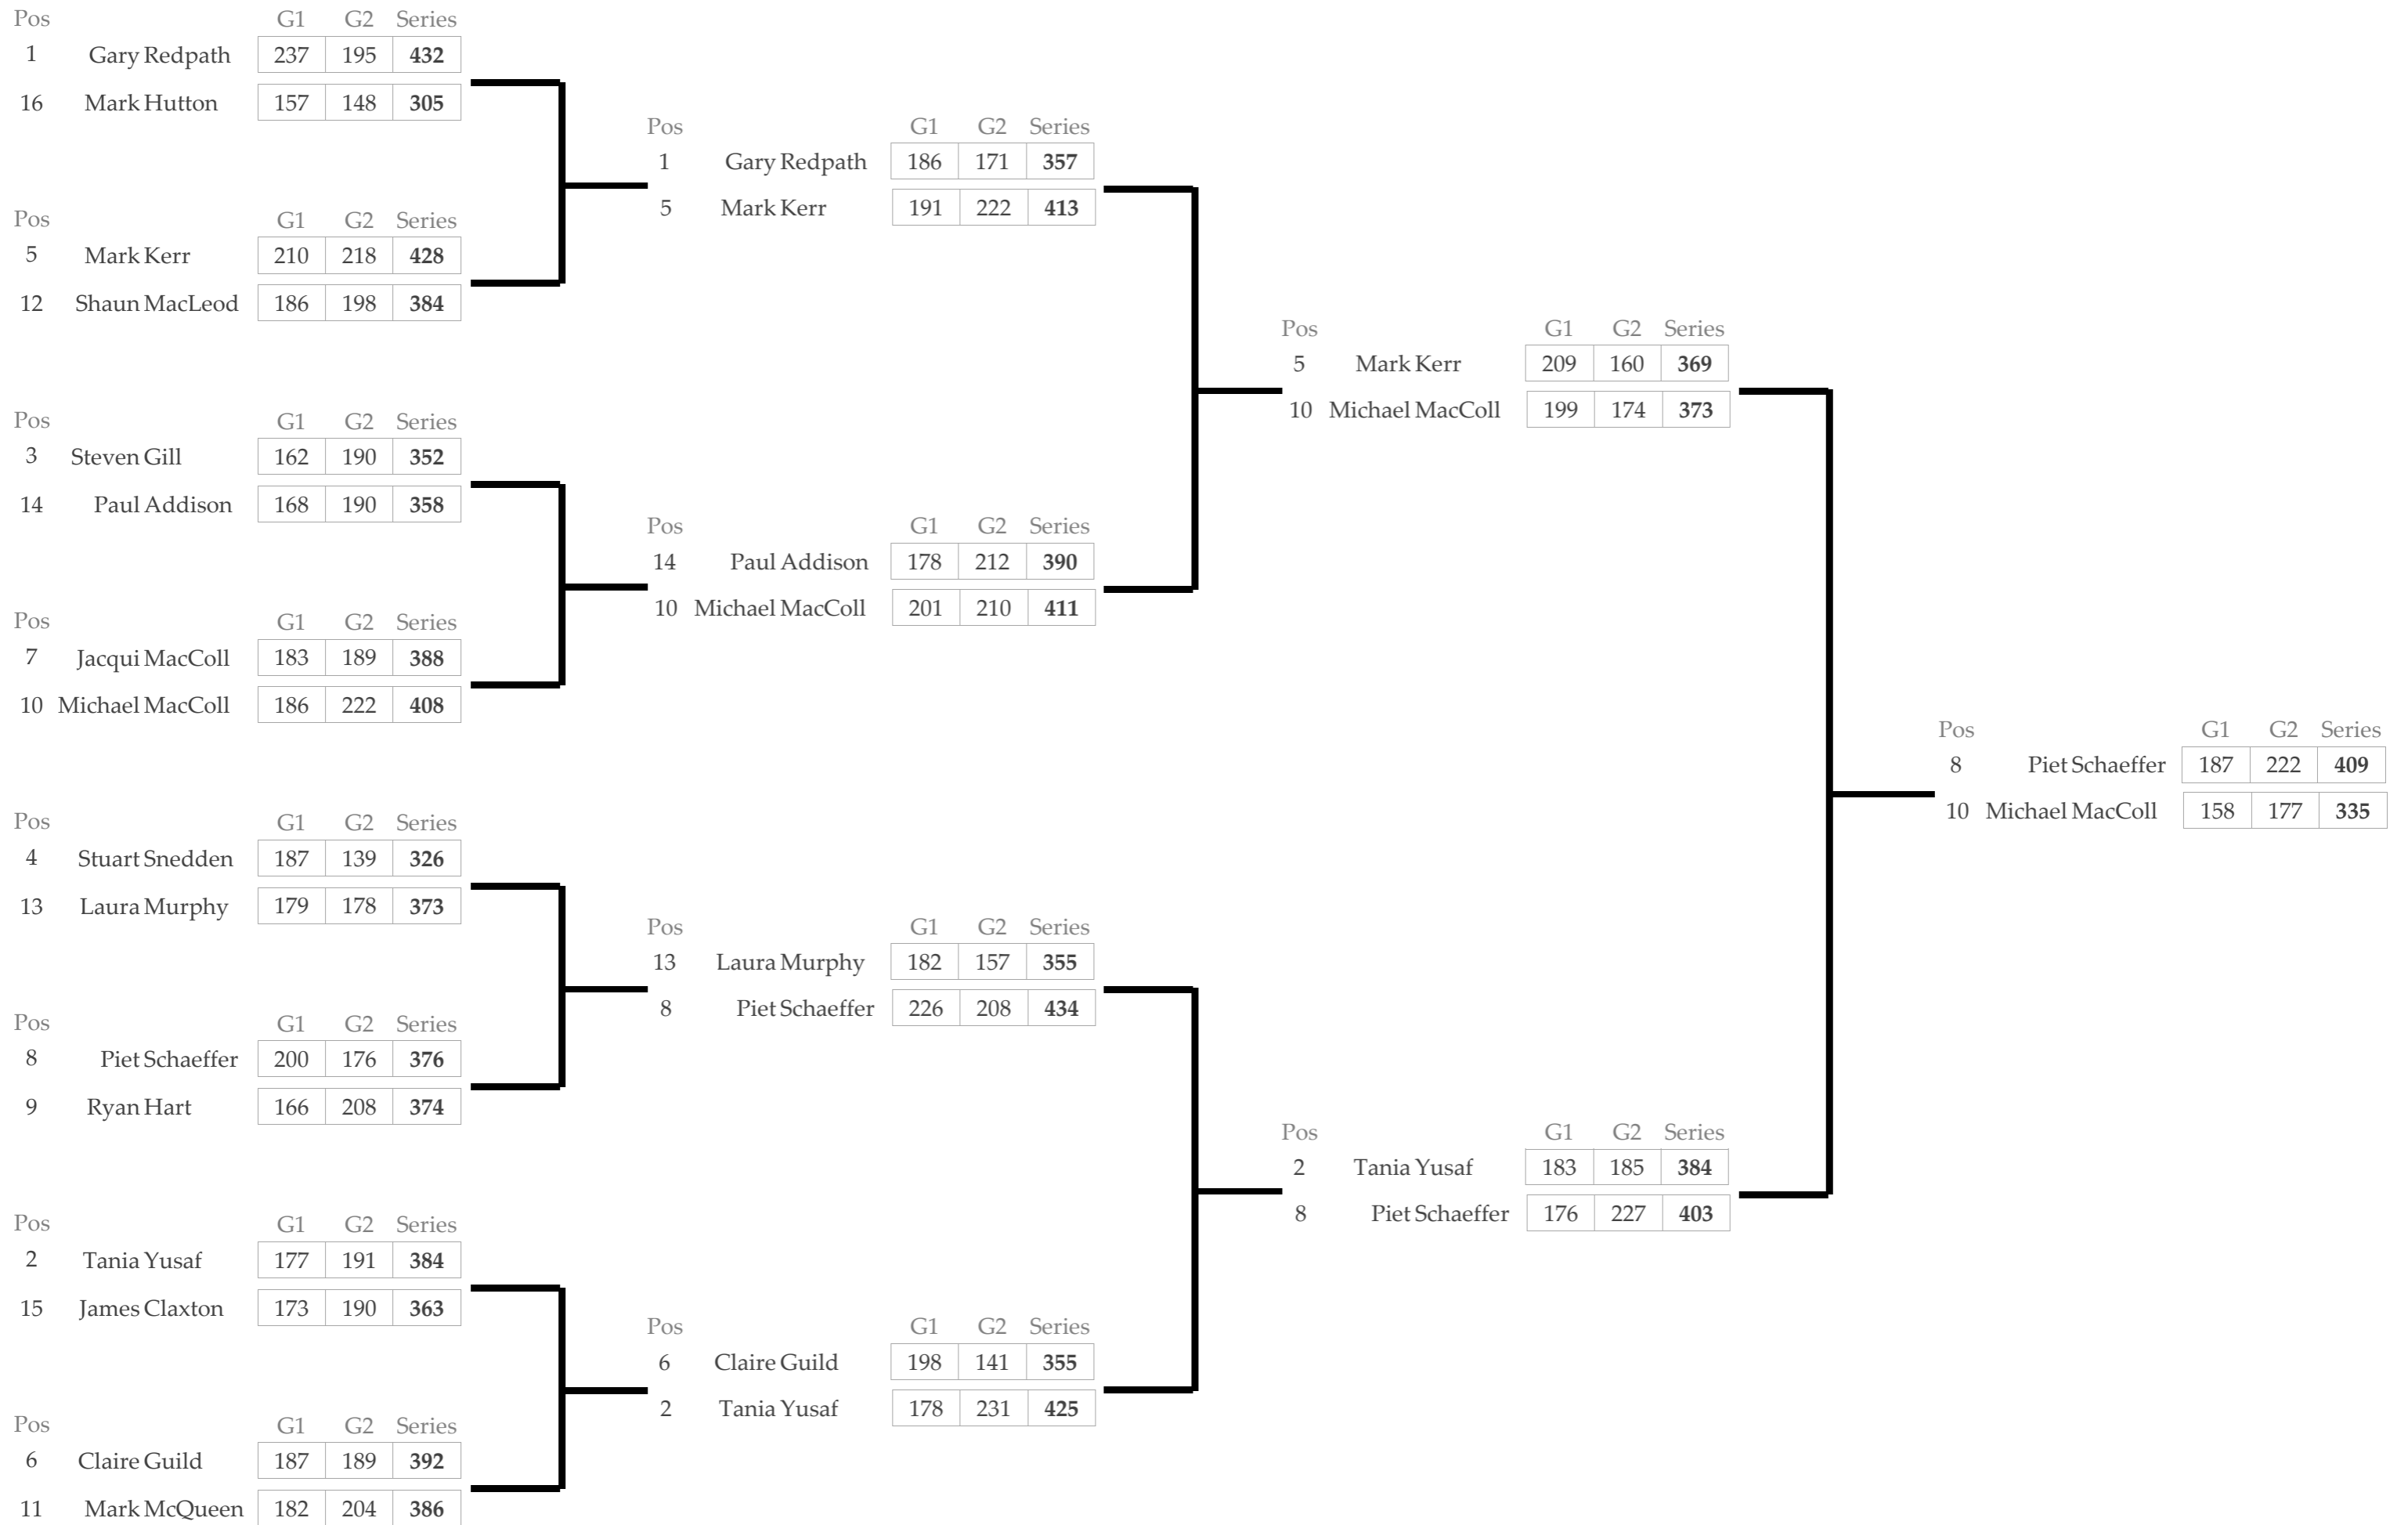 Pos G1 G2 Series
1 Gary Redpath 237 195 432
16 Mark Hutton 157 148 305
Pos G1 G2 Series
5 Mark Kerr 210 218 428
12 Shaun MacLeod 186 198 384
Pos G1 G2 Series
3 Steven Gill 162 190 352
14 Paul Addison 168 190 358
Pos G1 G2 Series
7 Jacqui MacColl 183 189 388
10 Michael MacColl 186 222 408
Pos G1 G2 Series
4 Stuart Snedden 187 139 326
13 Laura Murphy 179 178 373
Pos G1 G2 Series
8 Piet Schaeffer 200 176 376
9 Ryan Hart 166 208 374
Pos G1 G2 Series
2 Tania Yusaf 177 191 384
15 James Claxton 173 190 363
Pos G1 G2 Series
6 Claire Guild 187 189 392
11 Mark McQueen 182 204 386
Pos G1 G2 Series
1 Gary Redpath 186 171 357
5 Mark Kerr 191 222 413
Pos G1 G2 Series
14 Paul Addison 178 212 390
10 Michael MacColl 201 210 411
Pos G1 G2 Series
13 Laura Murphy 182 157 355
8 Piet Schaeffer 226 208 434
Pos G1 G2 Series
6 Claire Guild 198 141 355
2 Tania Yusaf 178 231 425
Pos G1 G2 Series
5 Mark Kerr 209 160 369
10 Michael MacColl 199 174 373
Pos G1 G2 Series
2 Tania Yusaf 183 185 384
8 Piet Schaeffer 176 227 403
Pos G1 G2 Series
8 Piet Schaeffer 187 222 409
10 Michael MacColl 158 177 335